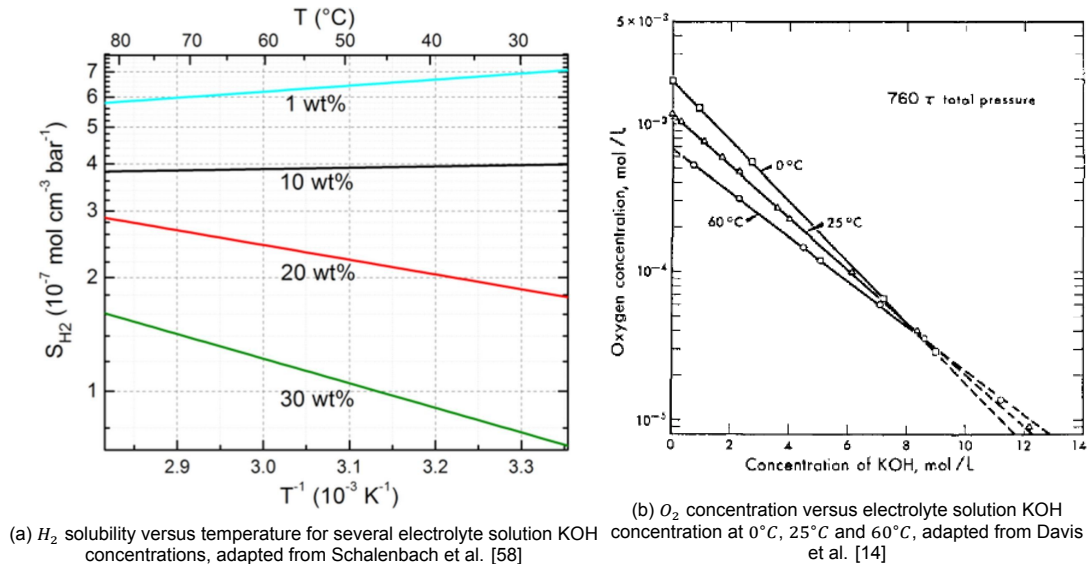 T (°C)
80 70 60 50 40 30
7
6
5
4
3
2
1
S_H2 (10⁻⁷ mol cm⁻³ bar⁻¹)
1 wt%
10 wt%
20 wt%
30 wt%
2.9 3.0 3.1 3.2 3.3
T⁻¹ (10⁻³ K⁻¹)
(a) H₂ solubility versus temperature for several electrolyte solution KOH
concentrations, adapted from Schalenbach et al. [58]
5 × 10⁻³
10⁻³
10⁻⁴
10⁻⁵
Oxygen concentration, mol/L
760 τ total pressure
0°C
25°C
60°C
0 2 4 6 8 10 12 14
Concentration of KOH, mol/L
(b) O₂ concentration versus electrolyte solution KOH
concentration at 0°C, 25°C and 60°C, adapted from Davis
et al. [14]